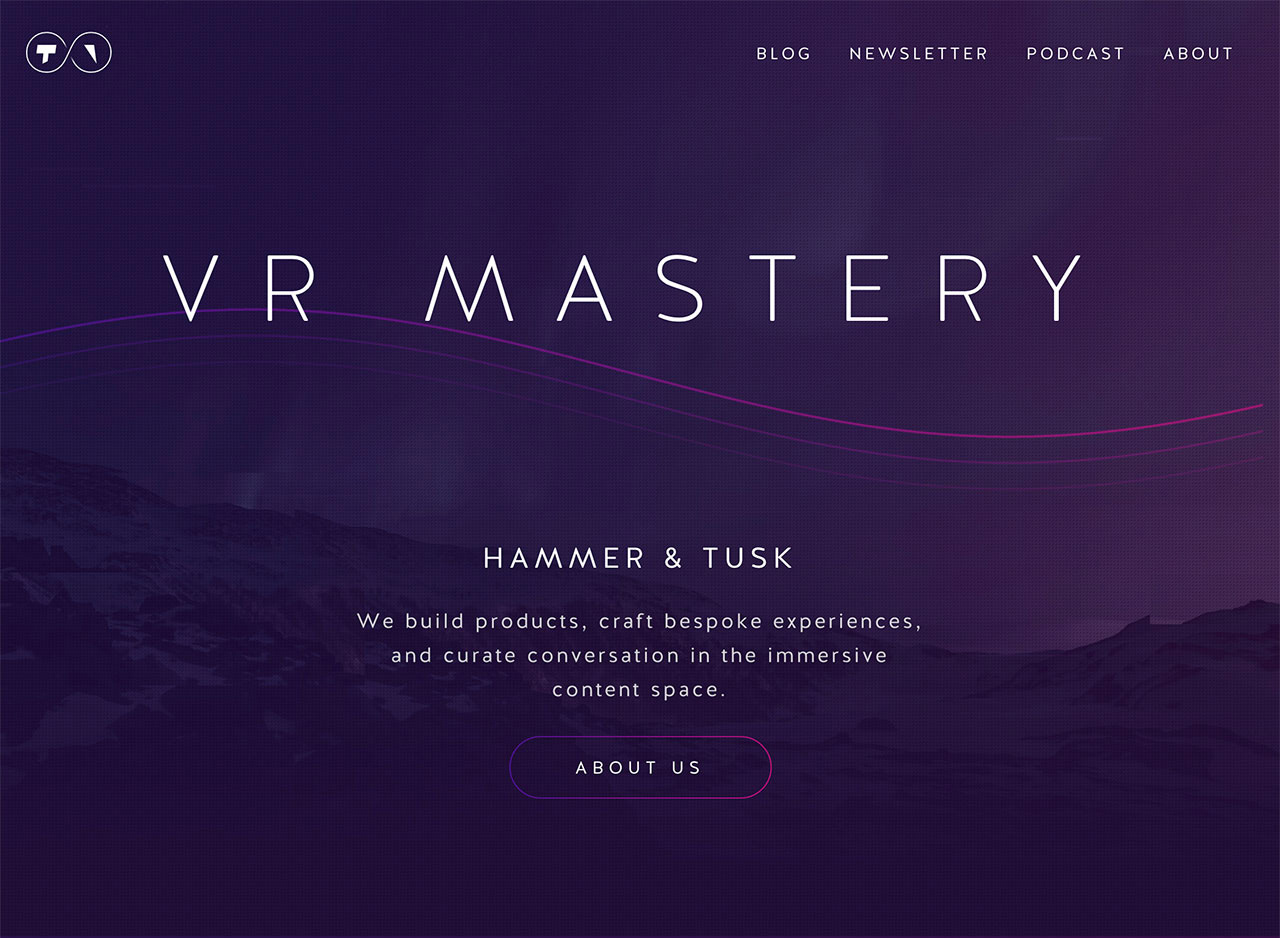 BLOG NEWSLETTER PODCAST ABOUT
VR MASTERY
HAMMER & TUSK
We build products, craft bespoke experiences,
and curate conversation in the immersive
content space.
ABOUT US